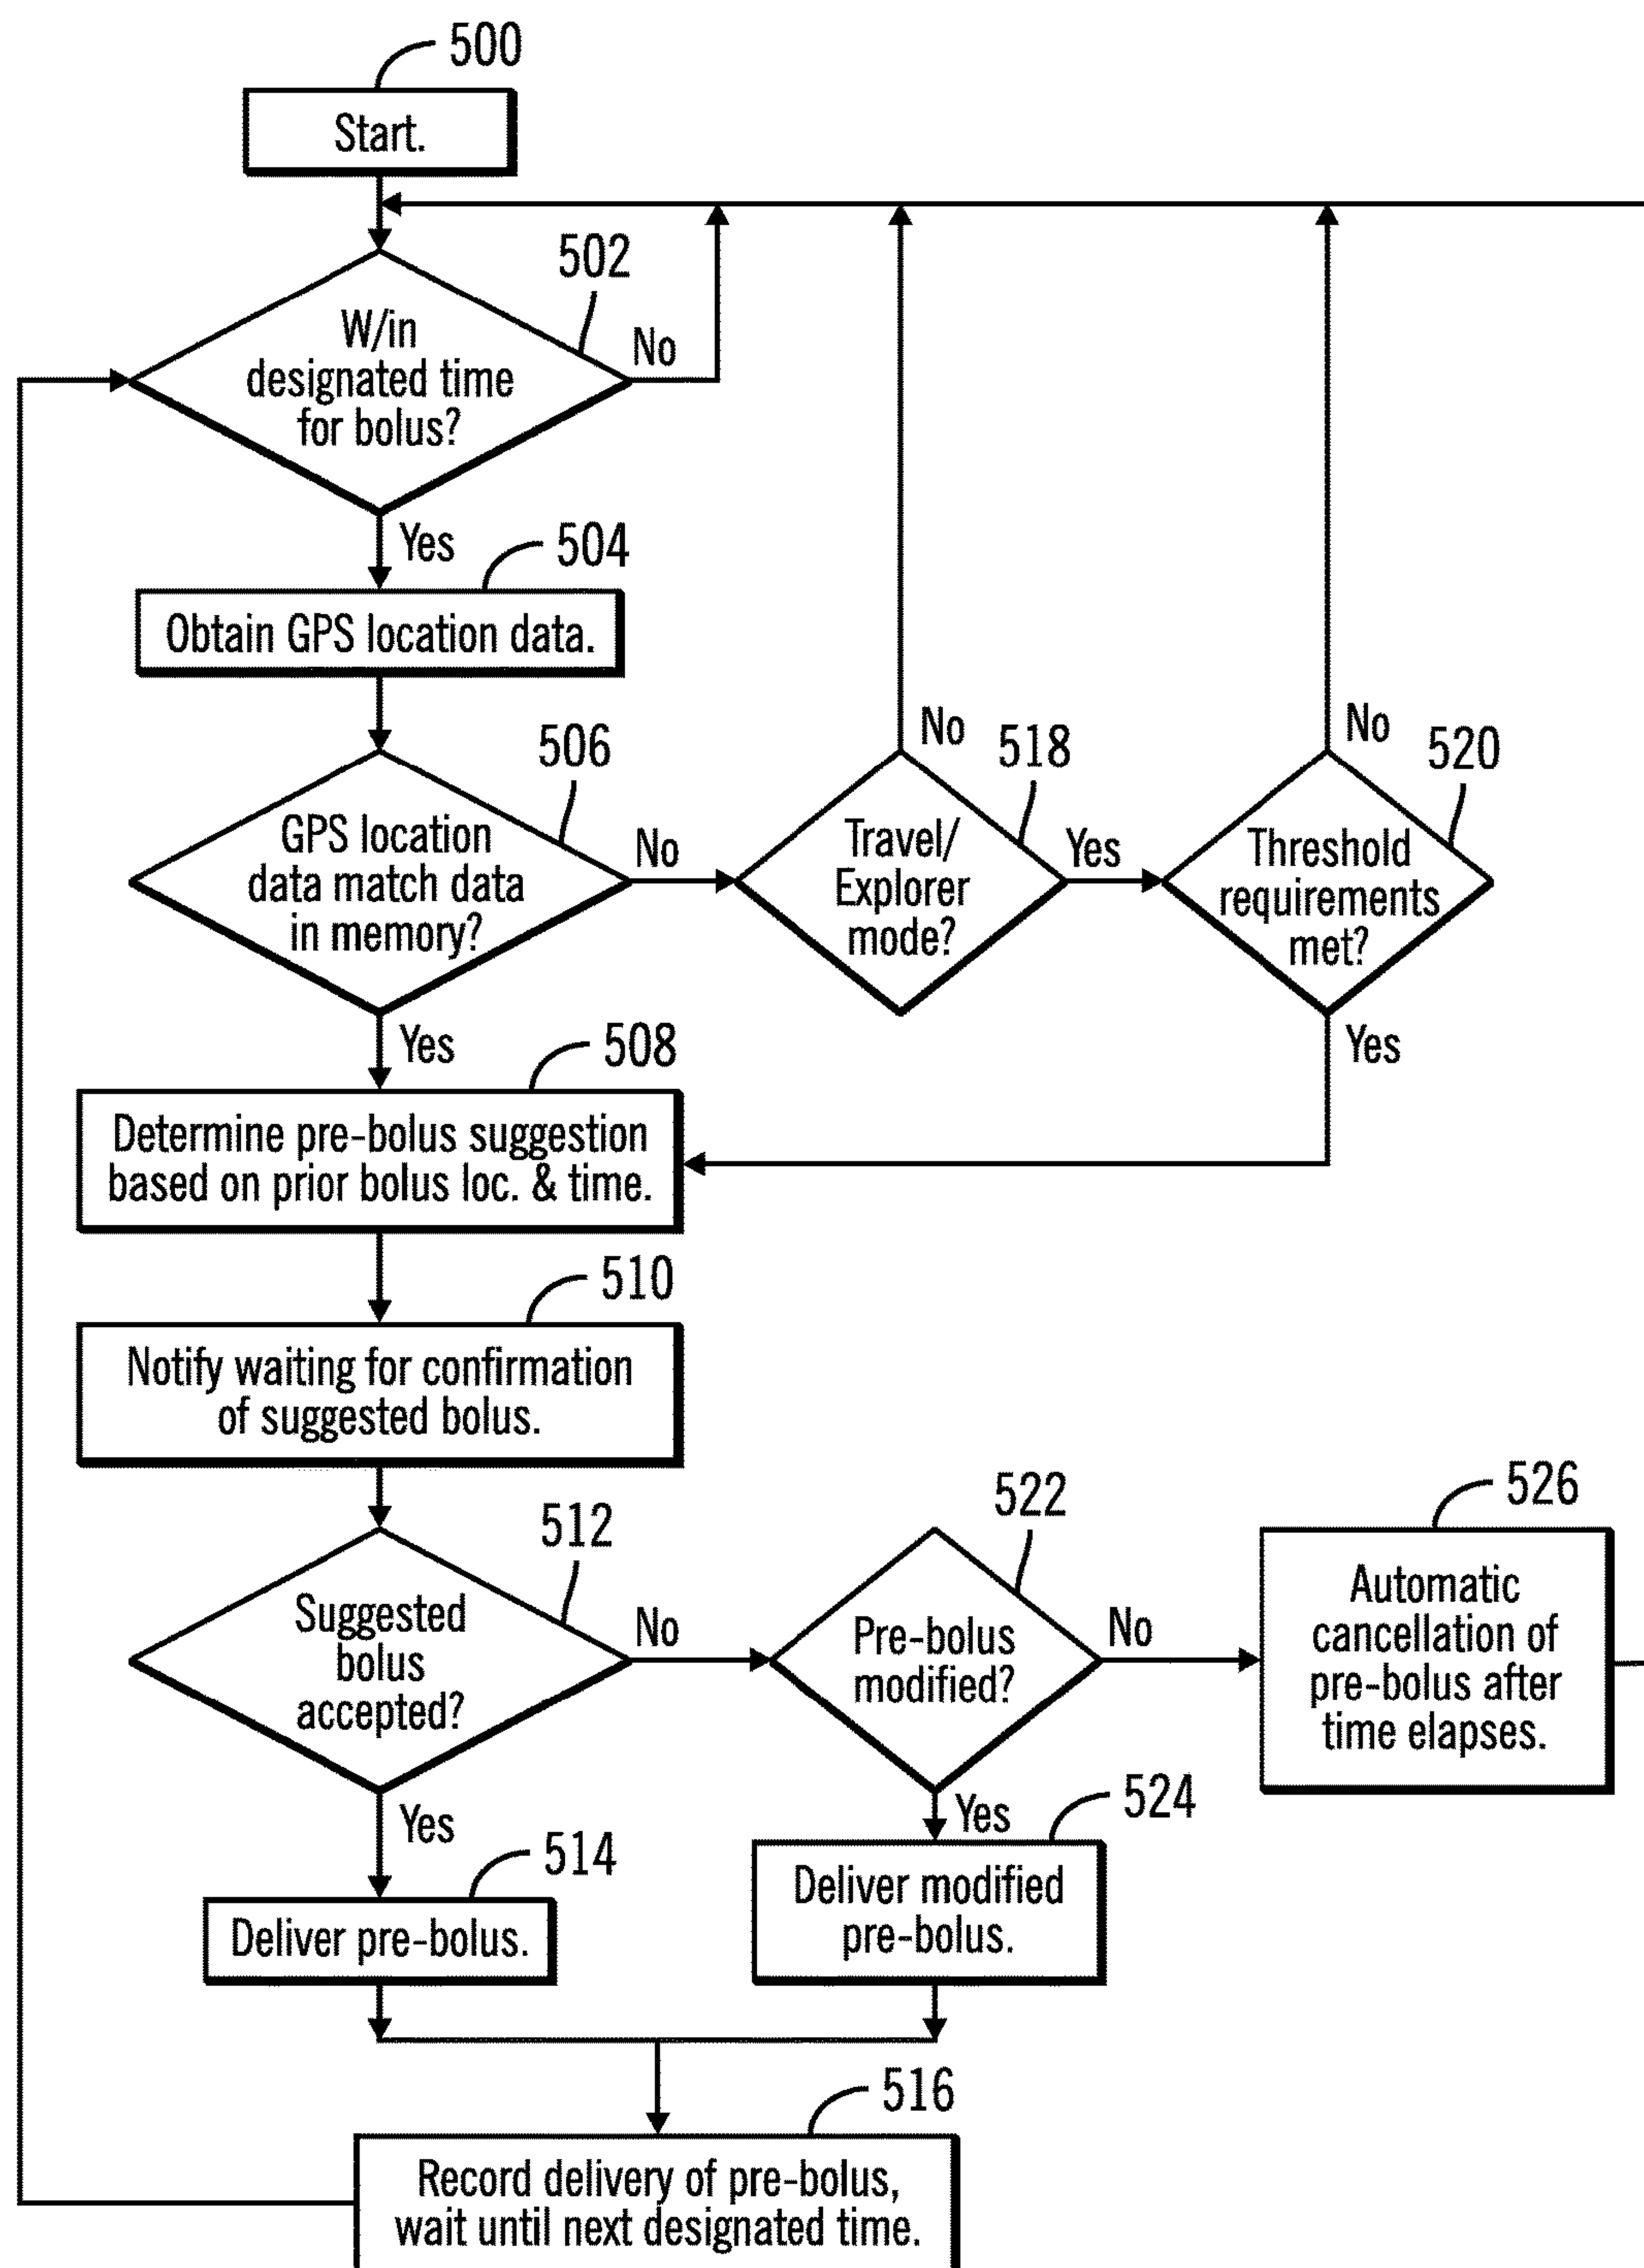 500
Start.
502
W/in
designated time
for bolus?
No
Yes
504
Obtain GPS location data.
506
GPS location
data match data
in memory?
No
518
Travel/
Explorer
mode?
No
Yes
520
Threshold
requirements
met?
No
Yes
Yes
508
Determine pre-bolus suggestion
based on prior bolus loc. & time.
510
Notify waiting for confirmation
of suggested bolus.
512
Suggested
bolus
accepted?
No
522
Pre-bolus
modified?
No
526
Automatic
cancellation of
pre-bolus after
time elapses.
Yes
514
Deliver pre-bolus.
Yes
524
Deliver modified
pre-bolus.
516
Record delivery of pre-bolus,
wait until next designated time.